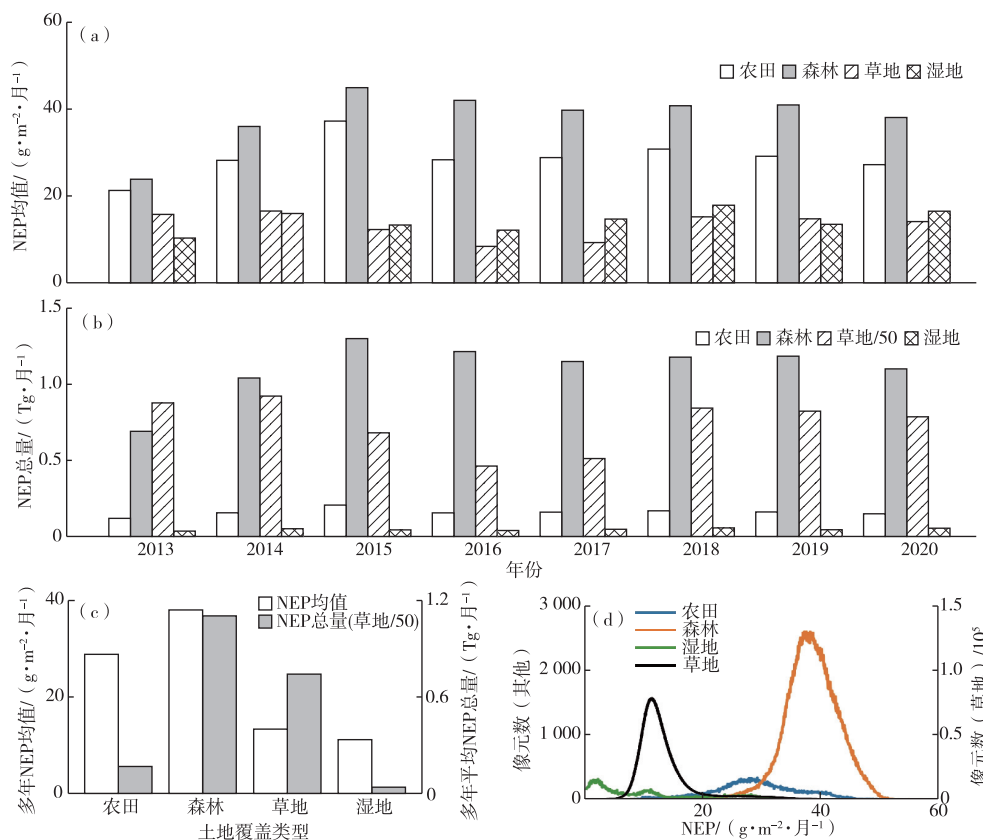 (a)
60
40
20
0
NEP均值/(g·m⁻²·月⁻¹)
农田 森林 草地 湿地
(b)
1.5
1.0
0.5
0
NEP总量/(Tg·月⁻¹)
农田 森林 草地/50 湿地
2013 2014 2015 2016 2017 2018 2019 2020
年份
(c)
40
20
0
多年NEP均值/(g·m⁻²·月⁻¹)
NEP均值
NEP总量(草地/50)
1.2
0.6
0
多年平均NEP总量/(Tg·月⁻¹)
农田 森林 草地 湿地
土地覆盖类型
(d)
3 000
2 000
1 000
0
像元数(其他)
农田
森林
湿地
草地
1.5
1.0
0.5
0
像元数(草地)/10⁵
20 40 60
NEP/(g·m⁻²·月⁻¹)